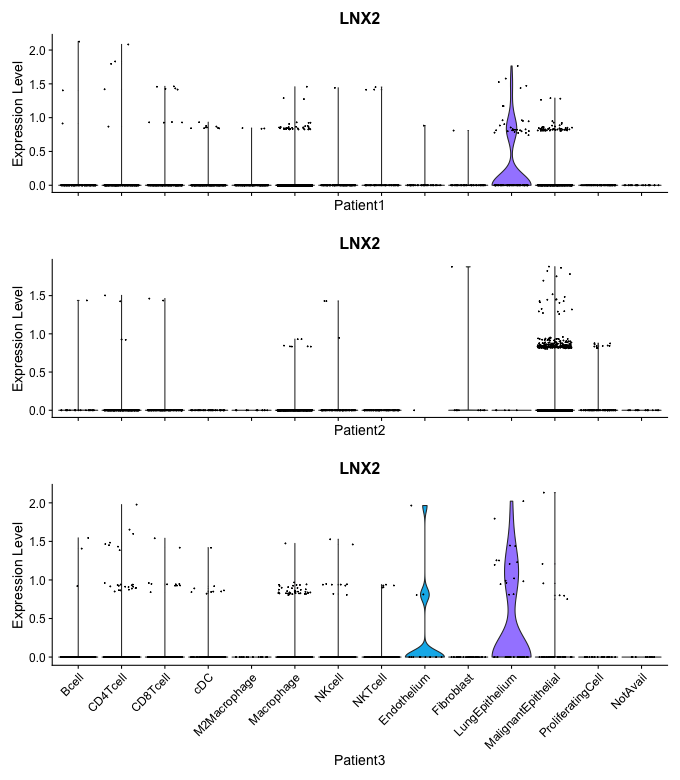 LNX2
Expression Level
2.0
1.5
1.0
0.5
0.0
Patient1
LNX2
Expression Level
1.5
1.0
0.5
0.0
Patient2
LNX2
Expression Level
2.0
1.5
1.0
0.5
0.0
Bcell
CD4Tcell
CD8Tcell
cDC
M2Macrophage
Macrophage
NKcell
NKTcell
Endothelium
Fibroblast
LungEpithelium
MalignantEpithelial
ProliferatingCell
NotAvail
Patient3